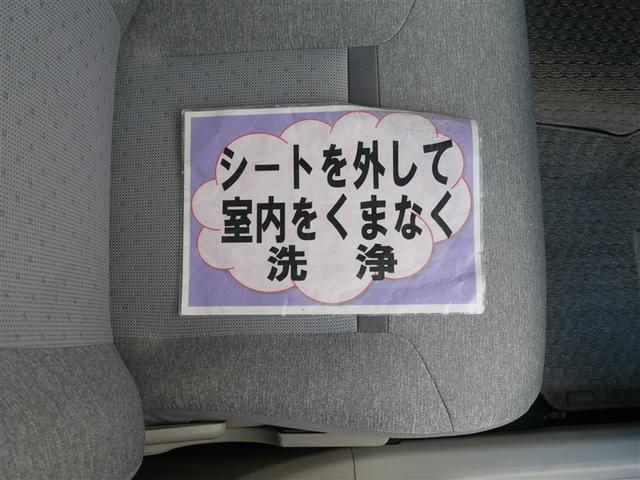 シートを外して
室内をくまなく
洗　浄